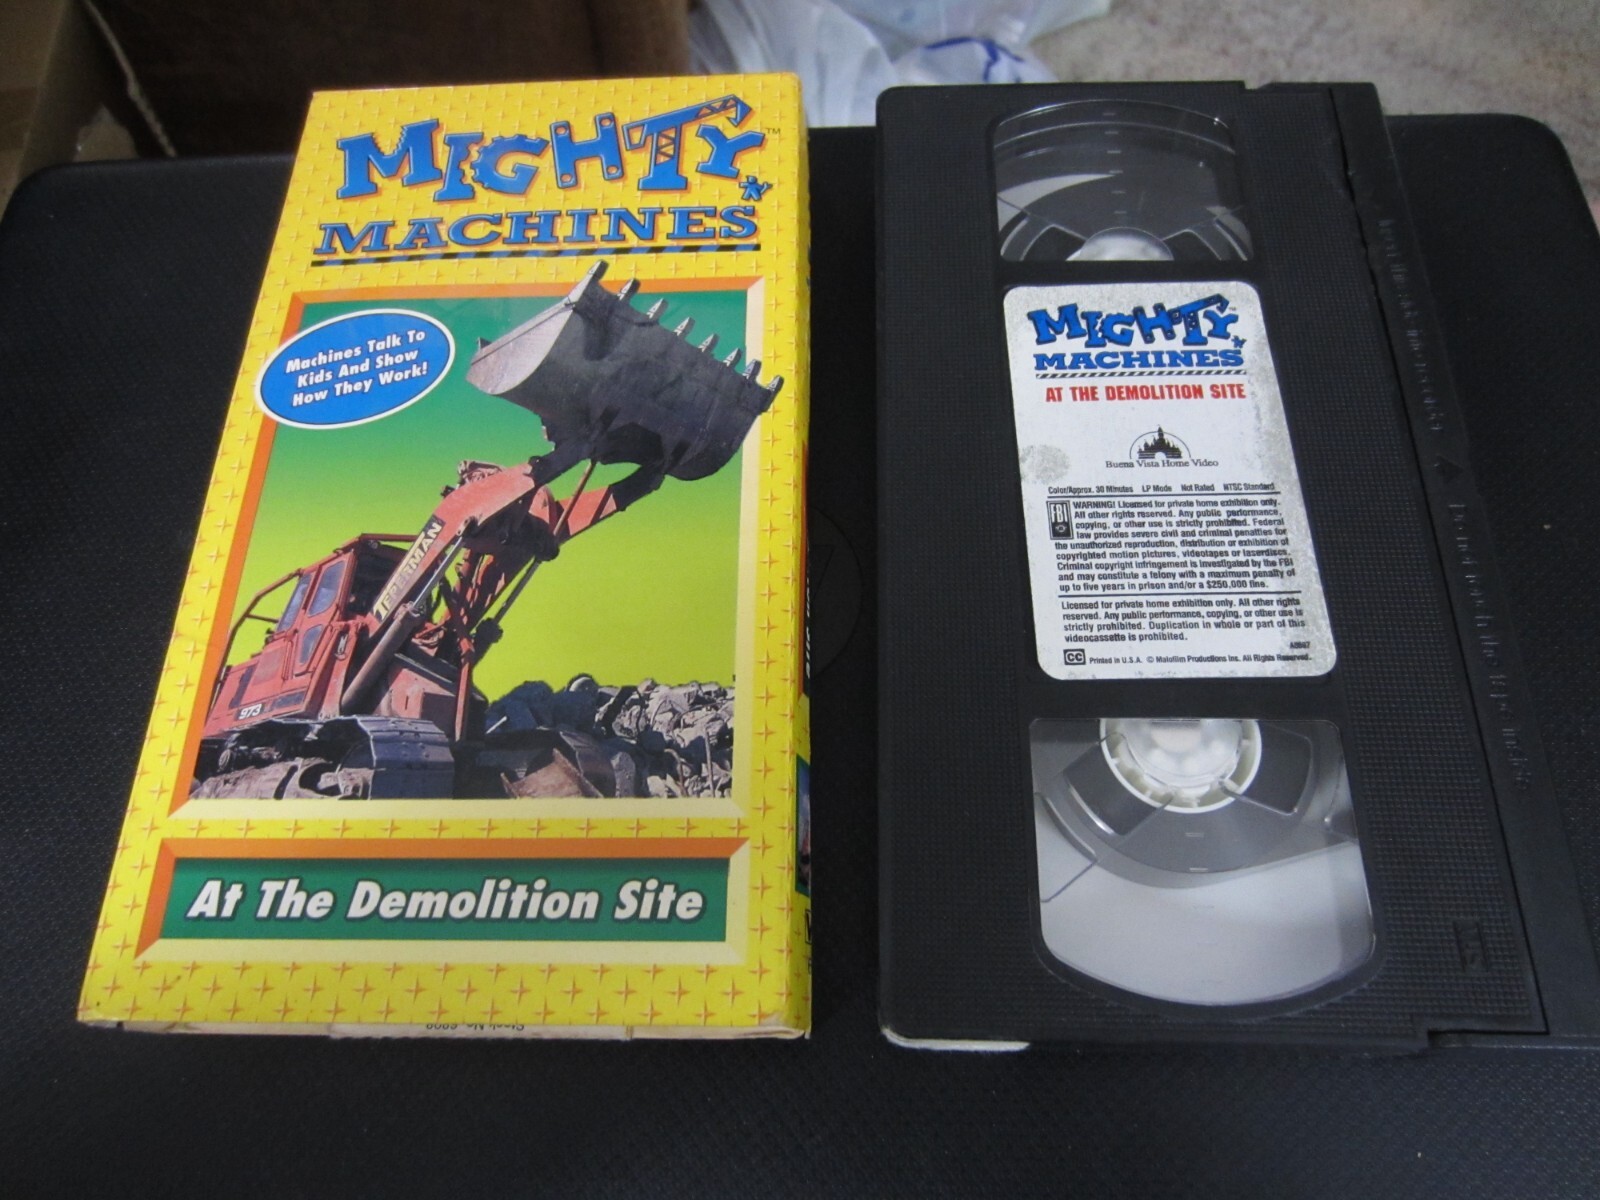 MIGHTY™
MACHINES
Machines Talk To
Kids And Show
How They Work!
TEPERMAN
973
At The Demolition Site
MIGHTY
MACHINES
AT THE DEMOLITION SITE
Buena Vista Home Video
Color/Approx. 30 Minutes LP Mode Not Rated NTSC Standard
FBI
WARNING! Licensed for private home exhibition only.
All other rights reserved. Any public performance,
copying, or other use is strictly prohibited. Federal
law provides severe civil and criminal penalties for
the unauthorized reproduction, distribution or exhibition of
copyrighted motion pictures, videotapes or laserdiscs.
Criminal copyright infringement is investigated by the FBI
and may constitute a felony with a maximum penalty of
up to five years in prison and/or a $250,000 fine.
Licensed for private home exhibition only. All other rights
reserved. Any public performance, copying, or other use is
strictly prohibited. Duplication in whole or part of this
videocassette is prohibited.
CC Printed in U.S.A. © Malofilm Productions Inc. All Rights Reserved.
VHS